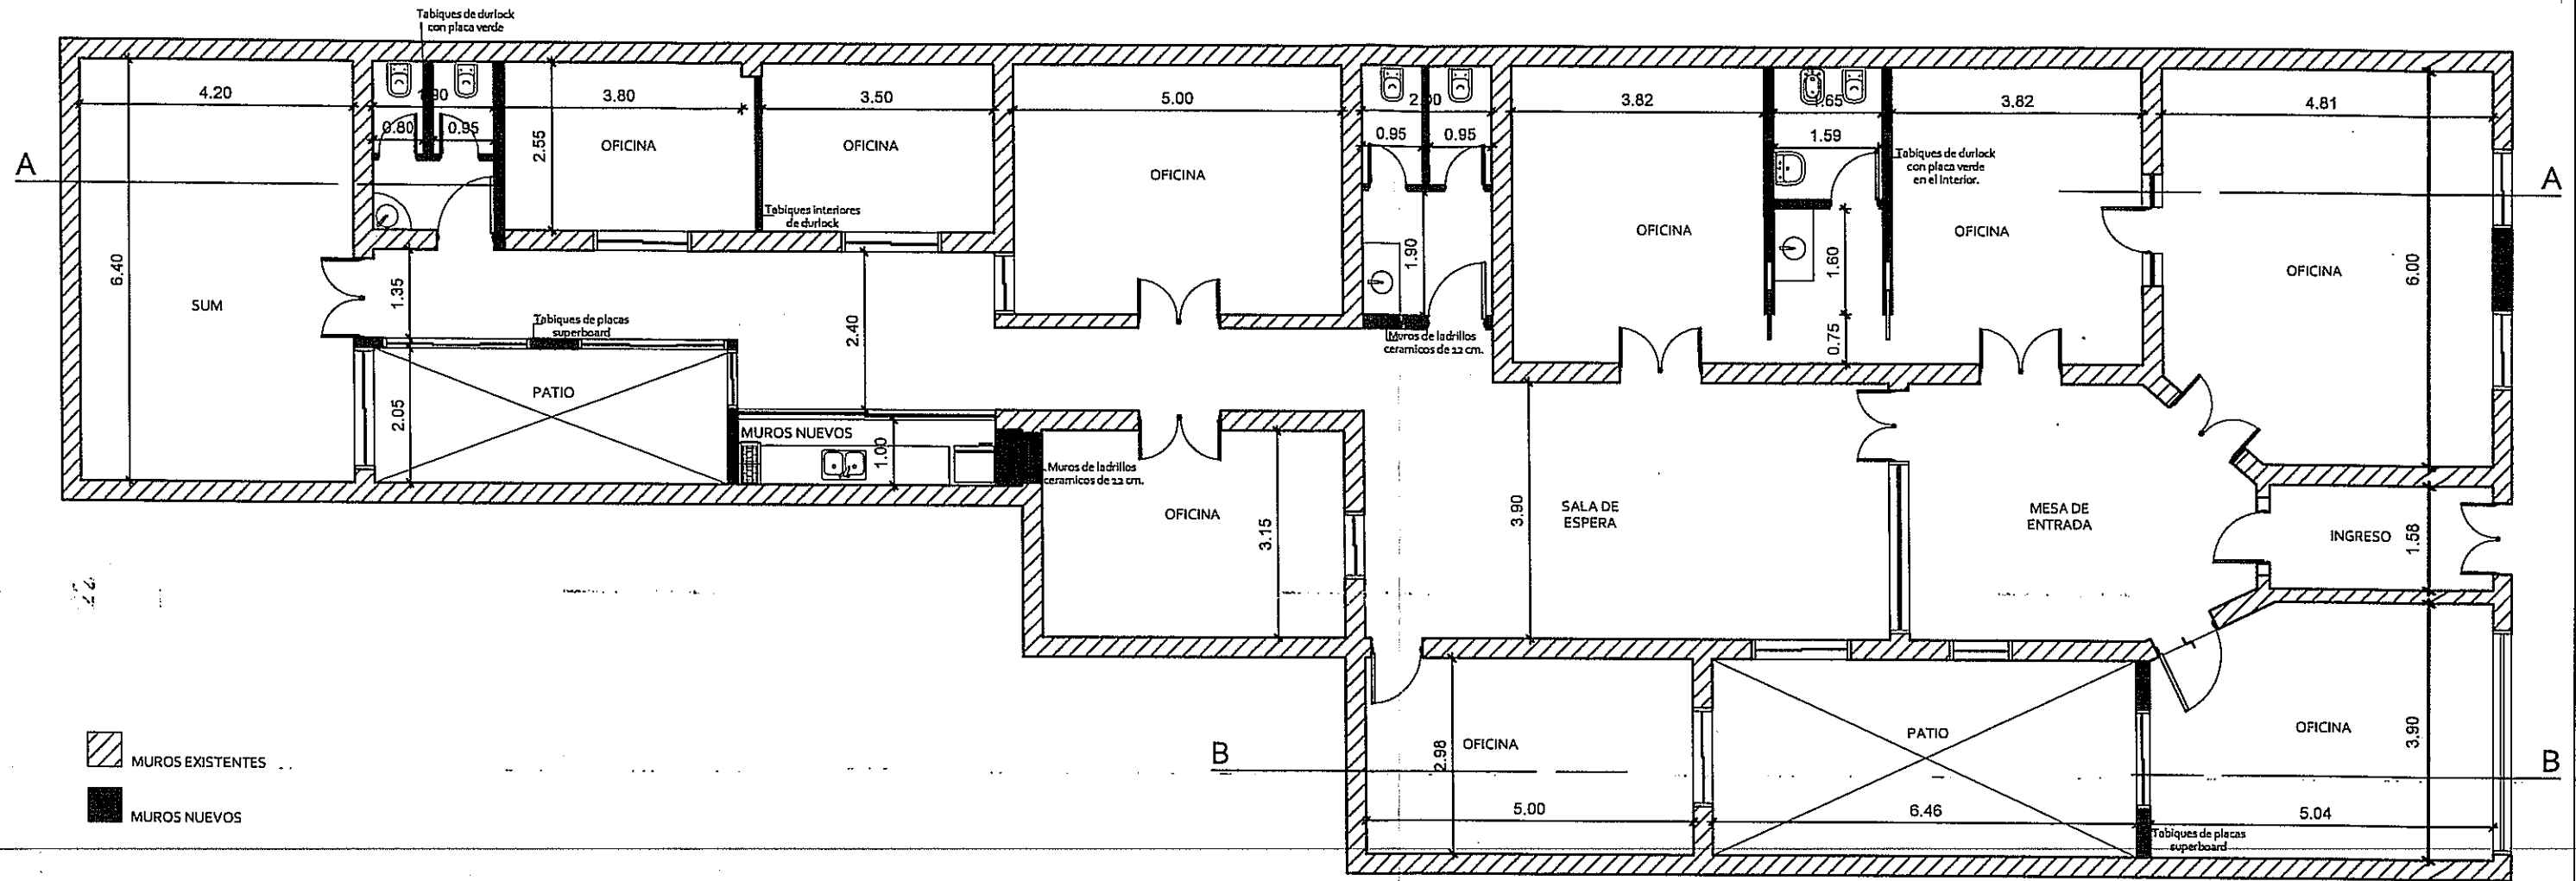 Tabiques de durlock
con placa verde
4.20
3.80
3.50
5.00
3.82
3.82
4.81
0.80
0.95
0.95
0.95
1.59
2.55
OFICINA
OFICINA
OFICINA
Tabiques de durlock
con placa verde
en el Interior.
A
A
Tabiques interiores
de durlock
OFICINA
OFICINA
1.90
1.60
6.40
SUM
1.35
2.40
OFICINA
6.00
Tabiques de placas
superboard
Muros de ladrillos
ceramicos de 12 cm.
0.75
PATIO
2.05
MUROS NUEVOS
1.00
Muros de ladrillos
ceramicos de 12 cm.
OFICINA
3.15
3.90
SALA DE
ESPERA
MESA DE
ENTRADA
INGRESO
1.58
MUROS EXISTENTES
MUROS NUEVOS
B
2.98
OFICINA
PATIO
OFICINA
3.90
B
5.00
6.46
5.04
Tabiques de placas
superboard